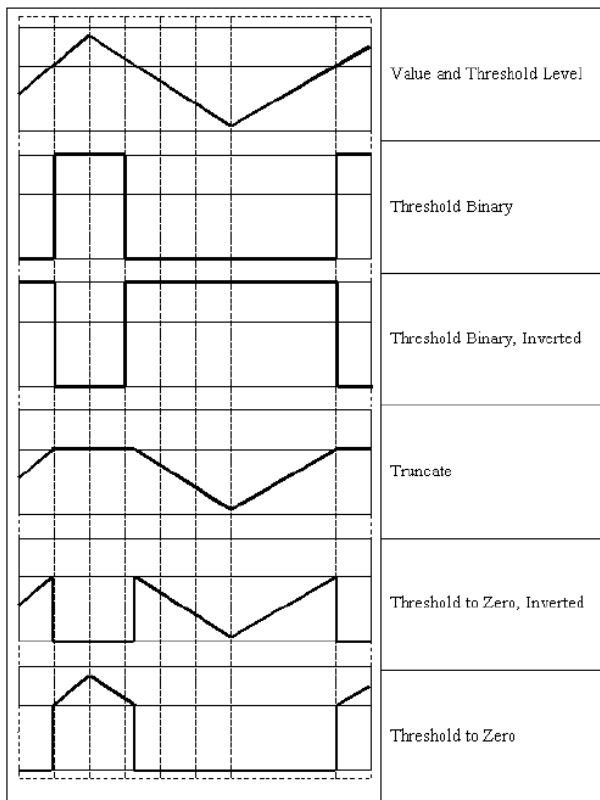 Value and Threshold Level
Threshold Binary
Threshold Binary, Inverted
Truncate
Threshold to Zero, Inverted
Threshold to Zero